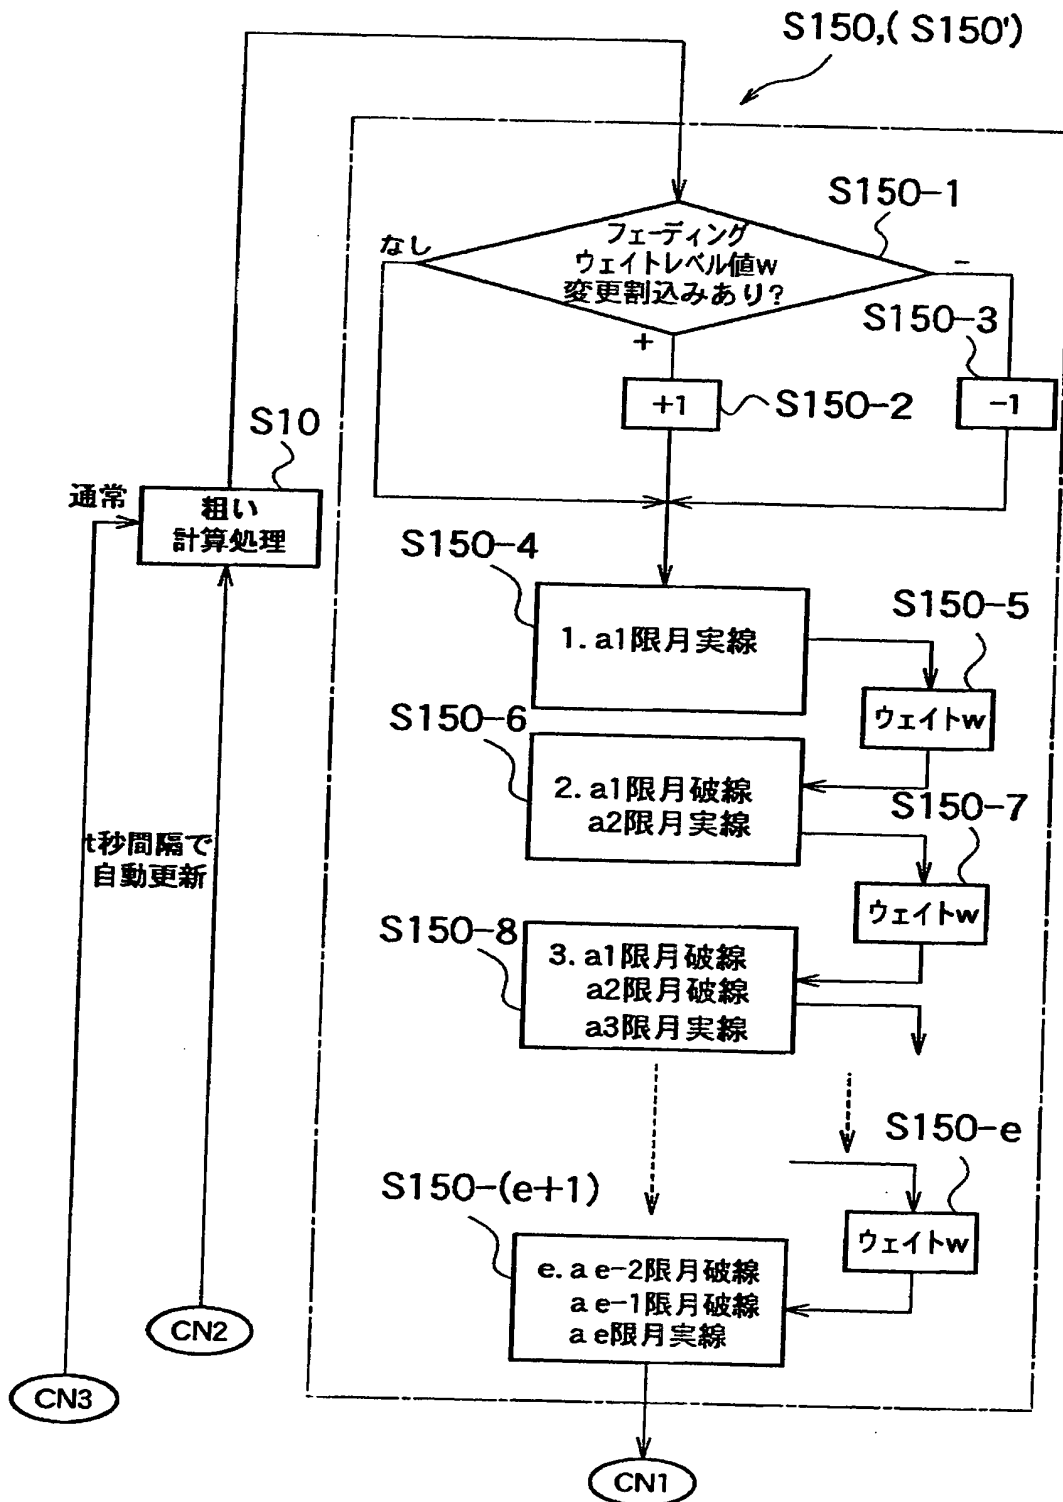 S150,( S150')
S150-1
なし
フェーディング
ウェイトレベル値w
変更割込みあり?
-
+
S150-3
+1
S150-2
-1
S10
通常
粗い
計算処理
S150-4
1. a1限月実線
S150-5
ウェイトw
S150-6
2. a1限月破線
a2限月実線
S150-7
ウェイトw
t秒間隔で
自動更新
S150-8
3. a1限月破線
a2限月破線
a3限月実線
S150-e
ウェイトw
S150-(e+1)
e. a e-2限月破線
a e-1限月破線
a e限月実線
CN2
CN3
CN1